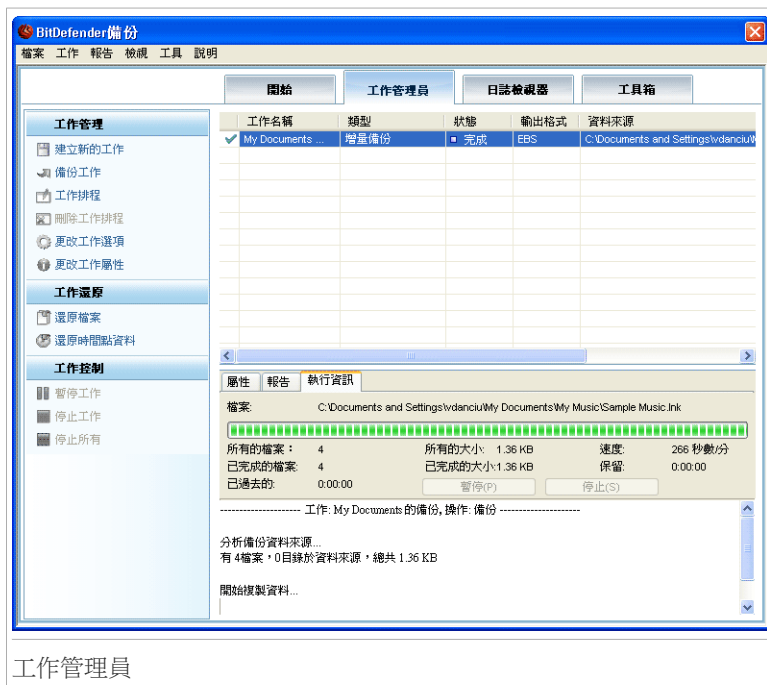 BitDefender備份
檔案 工作 報告 檢視 工具 說明
開始 工作管理員 日誌檢視器 工具箱
工作管理
建立新的工作
備份工作
工作排程
刪除工作排程
更改工作選項
更改工作屬性
工作還原
還原檔案
還原時間點資料
工作控制
暫停工作
停止工作
停止所有
工作名稱 類型 狀態 輸出格式 資料來源
My Documents ... 增量備份 完成 EBS C:\Documents and Settings\vdanciu\M
屬性 報告 執行資訊
檔案: C:\Documents and Settings\vdanciu\My Documents\My Music\Sample Music.lnk
所有的檔案： 4 所有的大小: 1.36 KB 速度: 266 秒數/分
已完成的檔案: 4 已完成的大小:1.36 KB 保留: 0:00:00
已過去的: 0:00:00 暫停(P) 停止(S)
--------------------- 工作: My Documents 的備份, 操作: 備份 ---------------------
分析備份資料來源...
有 4檔案，0目錄於資料來源，總共 1.36 KB
開始複製資料...
工作管理員